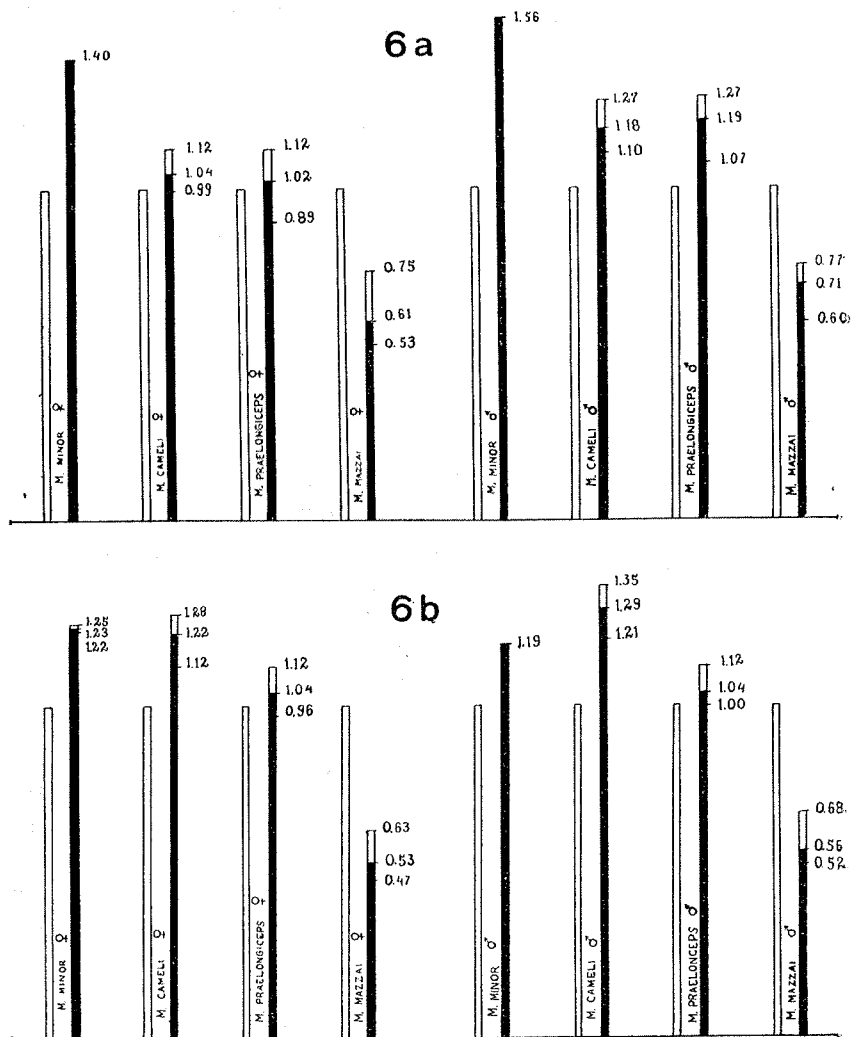 6a
1.40
1.12
1.04
0.99
1.12
1.02
0.89
0.75
0.61
0.53
1.56
1.27
1.18
1.10
1.27
1.19
1.07
0.77
0.71
0.60
M. MINOR ♀
M. CAMELI ♀
M. PRAELONGICEPS ♀
M. MAZZAI ♀
M. MINOR ♂
M. CAMELI ♂
M. PRAELONGICEPS ♂
M. MAZZAI ♂
6b
1.25
1.23
1.22
1.28
1.22
1.12
1.12
1.04
0.96
0.63
0.53
0.47
1.19
1.35
1.29
1.21
1.12
1.04
1.00
0.68
0.56
0.52
M. MINOR ♀
M. CAMELI ♀
M. PRAELONGICEPS ♀
M. MAZZAI ♀
M. MINOR ♂
M. CAMELI ♂
M. PRAELONCEPS ♂
M. MAZZAI ♂